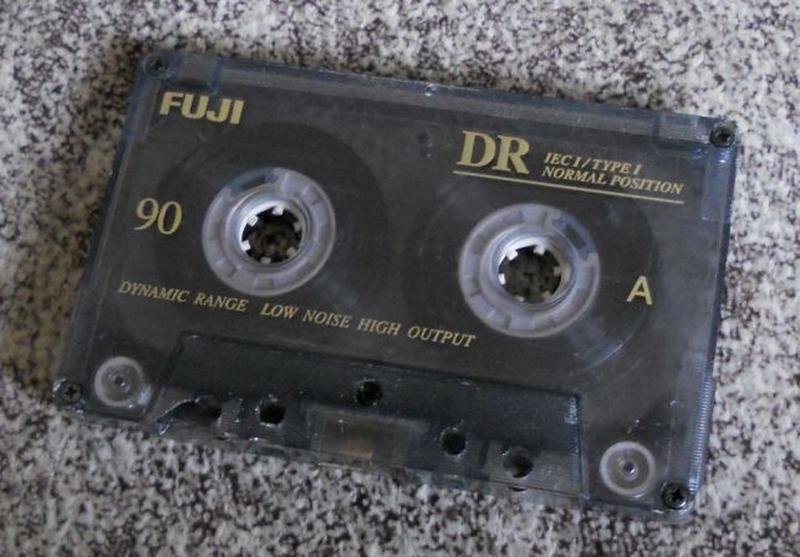 FUJI
DR
IEC I / TYPE I
NORMAL POSITION
90
A
DYNAMIC RANGE LOW NOISE HIGH OUTPUT